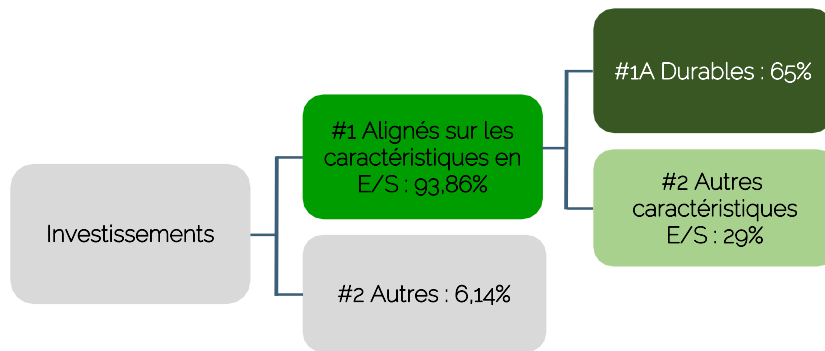 Investissements
#1 Alignés sur les
caractéristiques en
E/S : 93,86%
#2 Autres : 6,14%
#1A Durables : 65%
#2 Autres
caractéristiques
E/S : 29%